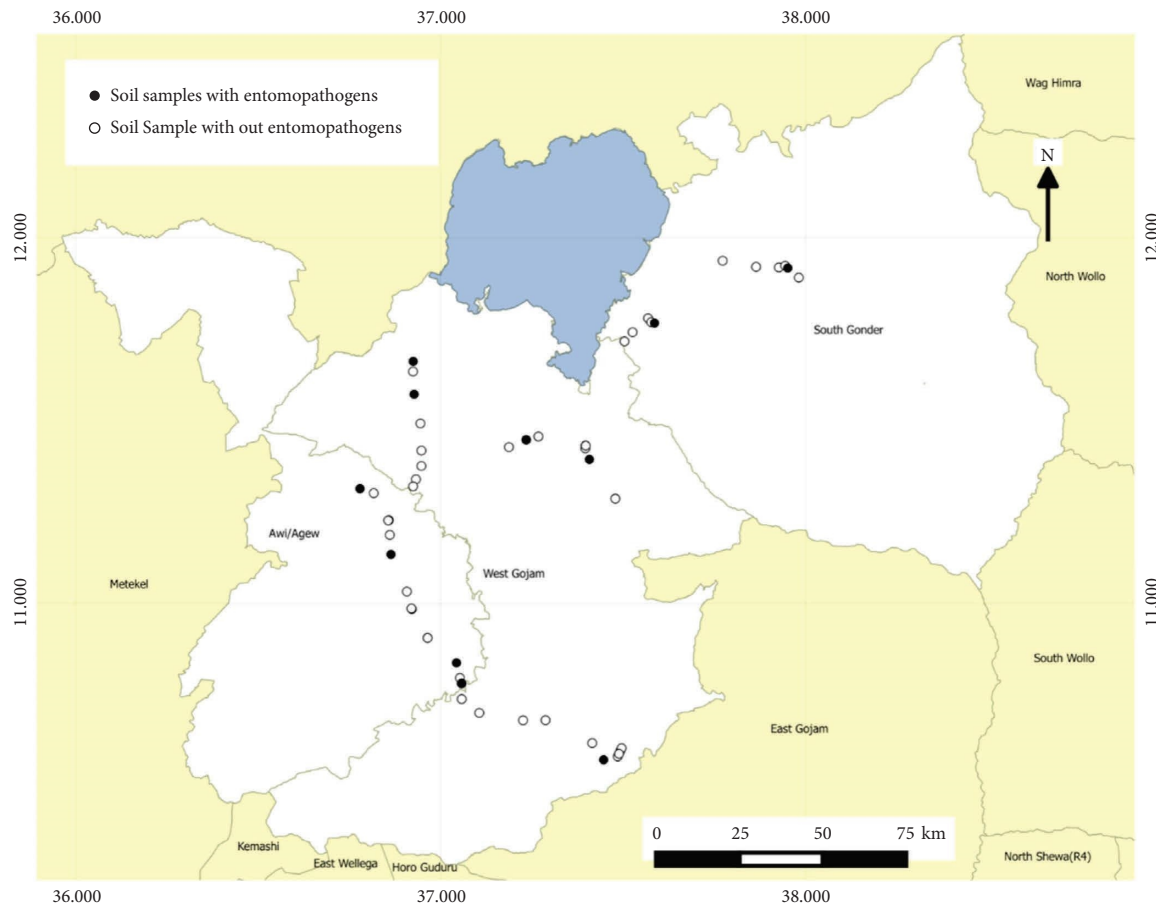 36.000 37.000 38.000
Soil samples with entomopathogens
Soil Sample with out entomopathogens
Wag Himra
N
12.000 12.000
North Wollo
South Gonder
Awi/Agew
West Gojam
Metekel
11.000 11.000
South Wollo
East Gojam
0 25 50 75 km
Kemashi
East Wellega
Horo Guduru
North Shewa(R4)
36.000 37.000 38.000